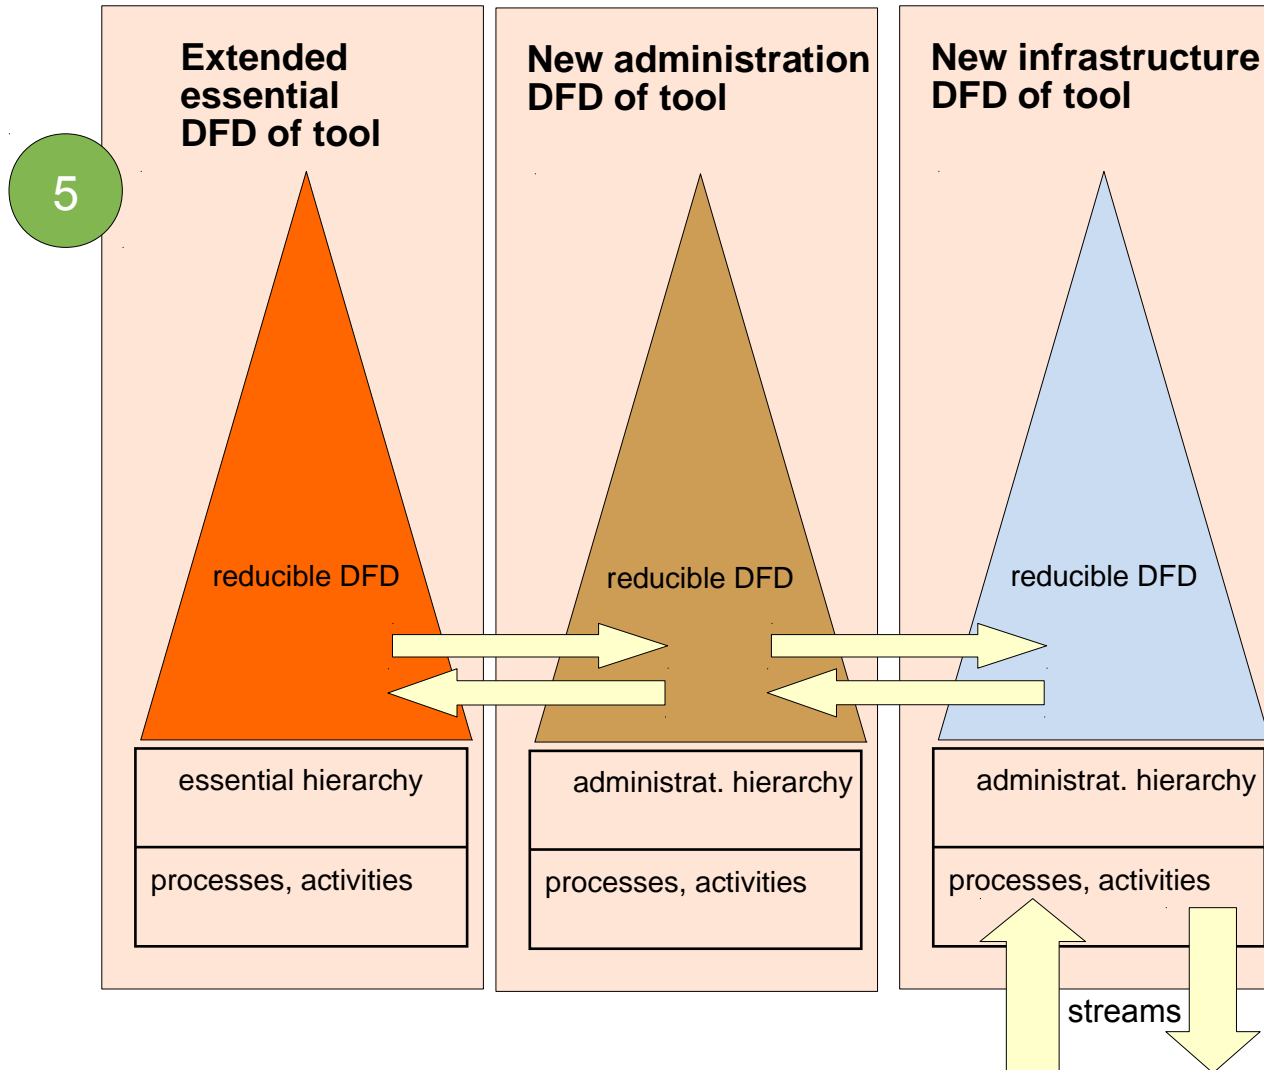 5
Extended
essential
DFD of tool
New administration
DFD of tool
New infrastructure
DFD of tool
reducible DFD
reducible DFD
reducible DFD
essential hierarchy
administrat. hierarchy
administrat. hierarchy
processes, activities
processes, activities
processes, activities
streams